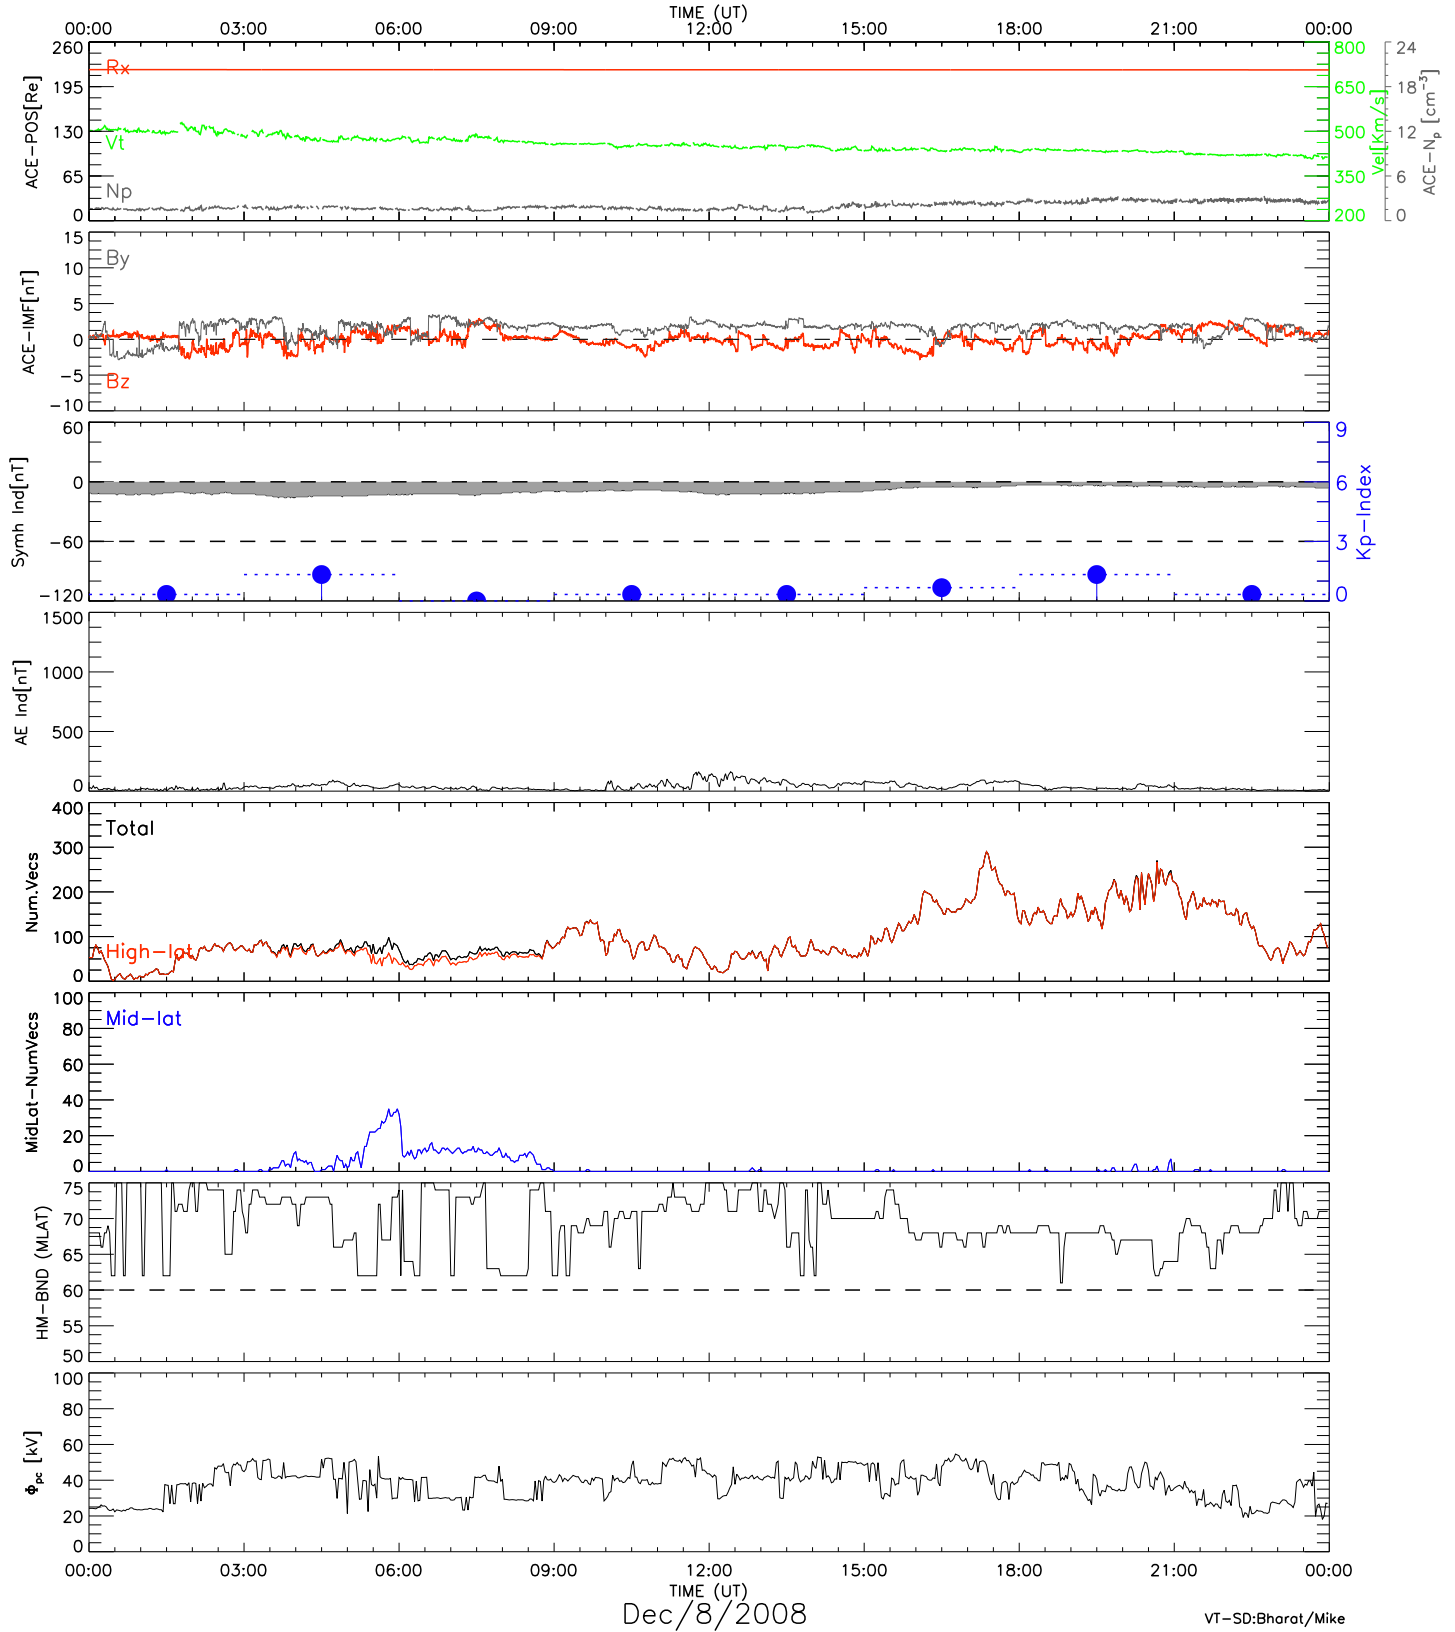 TIME (UT)
00:00 03:00 06:00 09:00 12:00 15:00 18:00 21:00 00:00
ACE-POS[Re]
260
195
130
65
0
Rx
Vt
Np
800
650
500
350
200
Vel[Km/s]
24
18
12
6
0
ACE-Np [cm-3]
ACE-IMF[nT]
15
10
5
0
-5
-10
By
Bz
Symh Ind[nT]
60
0
-60
-120
9
6
3
0
Kp-Index
AE Ind[nT]
1500
1000
500
0
Num.Vecs
400
300
200
100
0
Total
High-lat
MidLat-NumVecs
100
80
60
40
20
0
Mid-lat
HM-BND (MLAT)
75
70
65
60
55
50
Φpc [kV]
100
80
60
40
20
0
00:00 03:00 06:00 09:00 12:00 15:00 18:00 21:00 00:00
TIME (UT)
Dec/8/2008
VT-SD:Bharat/Mike